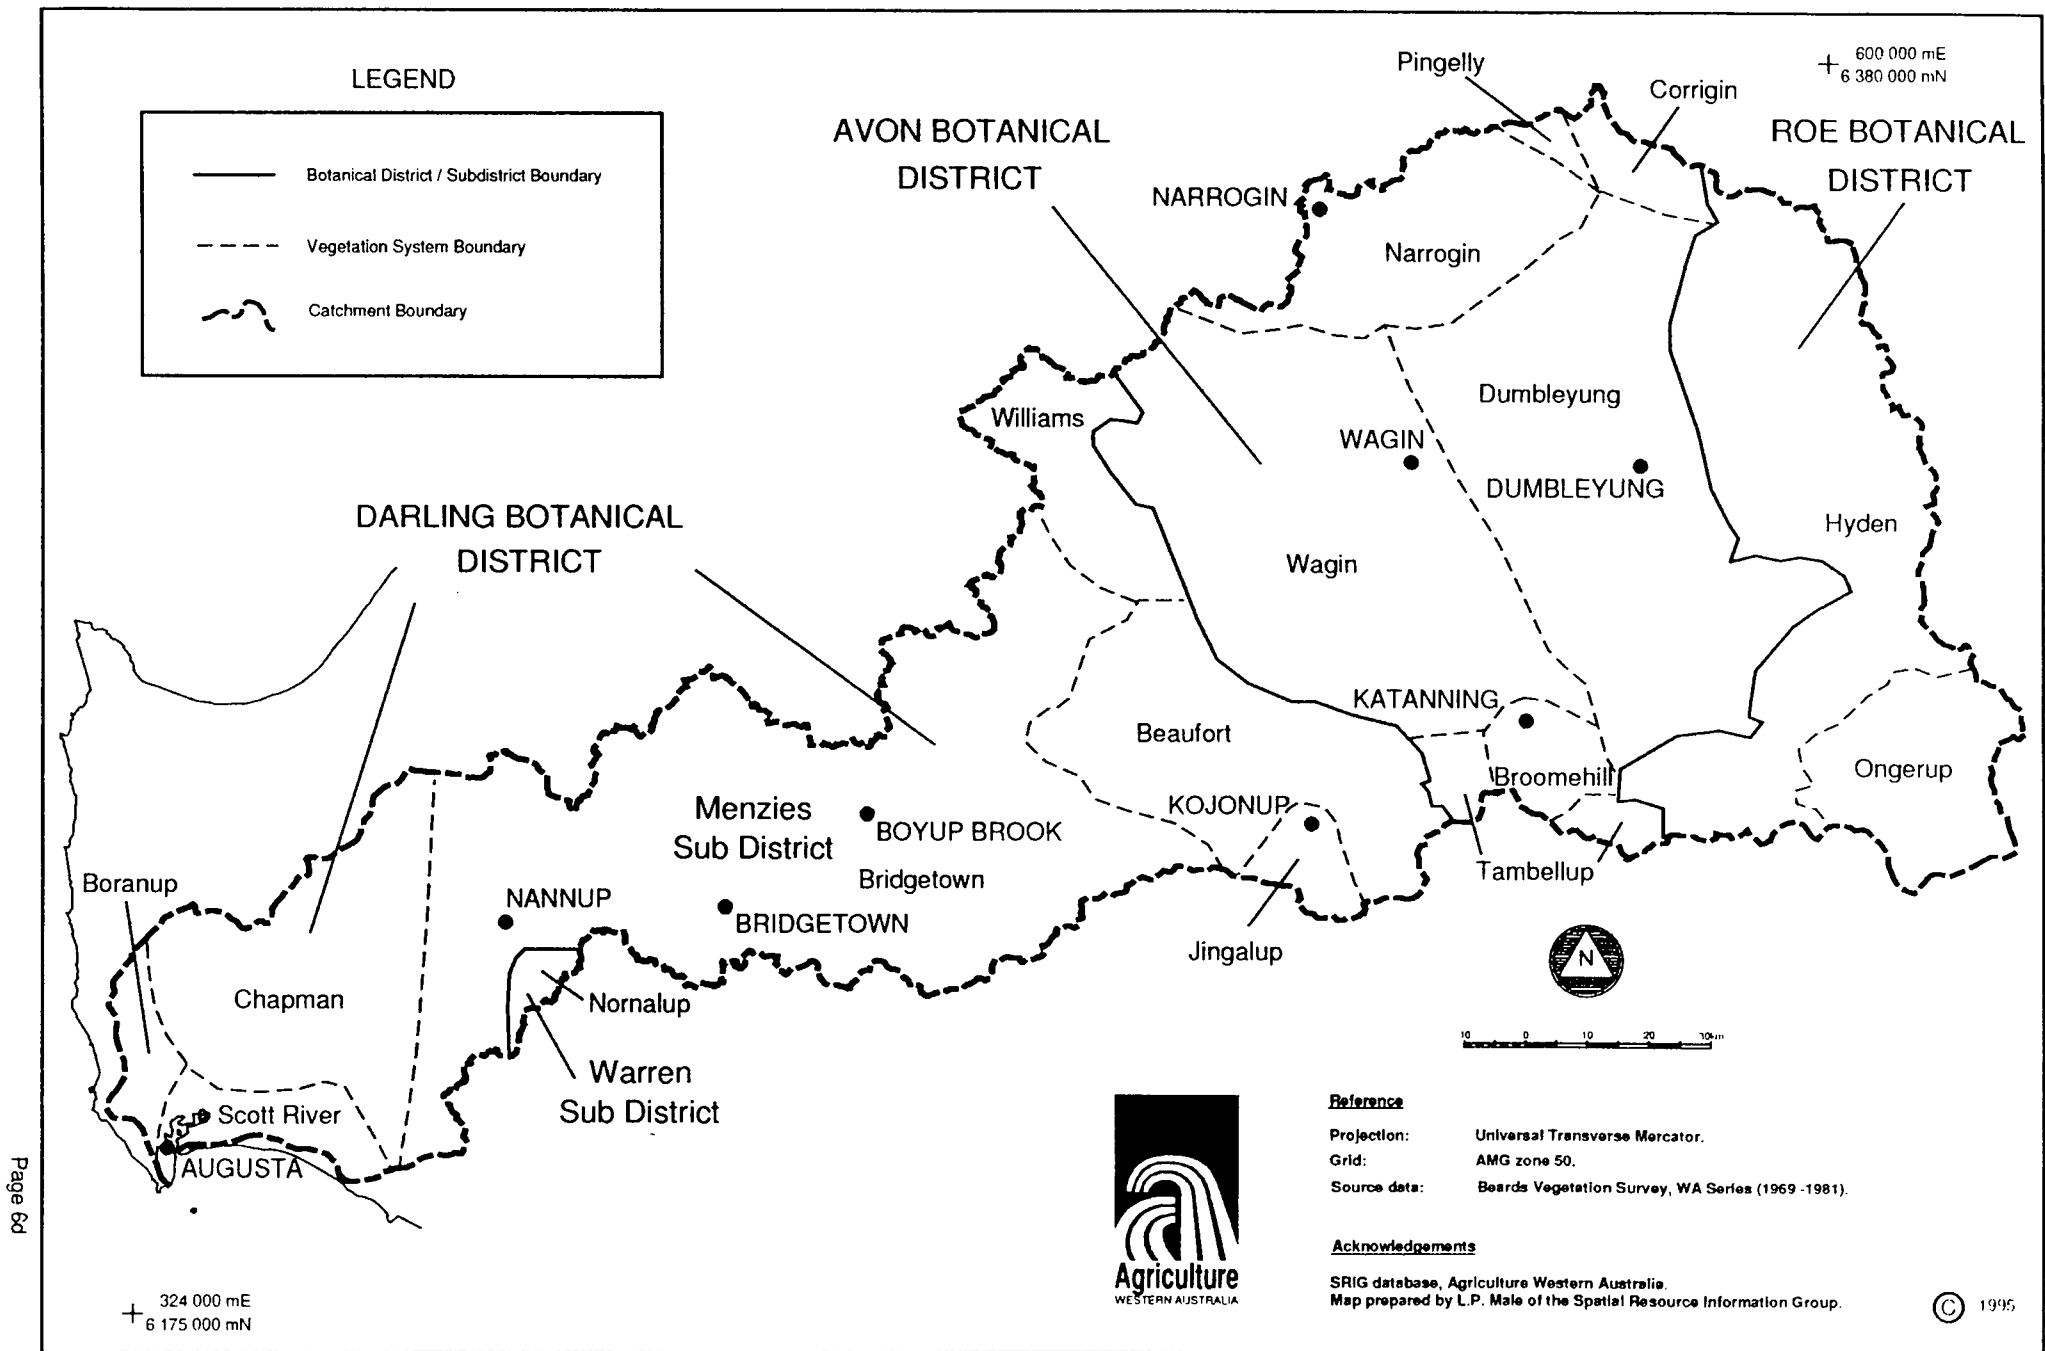 LEGEND
Botanical District / Subdistrict Boundary
Vegetation System Boundary
Catchment Boundary
600 000 mE
6 380 000 mN
Pingelly
Corrigin
AVON BOTANICAL
DISTRICT
ROE BOTANICAL
DISTRICT
NARROGIN
Narrogin
Williams
Dumbleyung
WAGIN
DUMBLEYUNG
Hyden
DARLING BOTANICAL
DISTRICT
Wagin
KATANNING
Beaufort
Broomehill
Ongerup
Menzies
Sub District
KOJONUP
BOYUP BROOK
Tambellup
Boranup
Bridgetown
NANNUP
BRIDGETOWN
Jingalup
N
Chapman
Nornalup
10 0 10 20 30km
Warren
Sub District
Scott River
AUGUSTA
Reference
Projection: Universal Transverse Mercator.
Grid: AMG zone 50.
Source data: Beards Vegetation Survey, WA Series (1969 -1981).
Acknowledgements
SRIG database, Agriculture Western Australia.
Map prepared by L.P. Male of the Spatial Resource Information Group.
Agriculture
WESTERN AUSTRALIA
324 000 mE
6 175 000 mN
© 1995
Page 6d